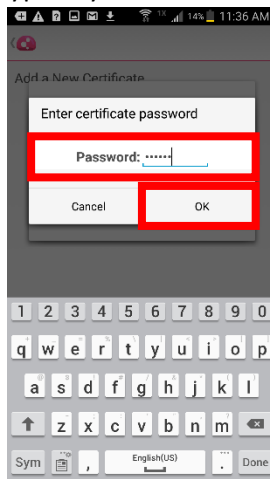 1X 14% 11:36 AM
Add a New Certificate
Enter certificate password
Password: ••••••
Cancel OK
1 2 3 4 5 6 7 8 9 0
q w e r t y u i o p
a s d f g h j k l
z x c v b n m
Sym , English(US) . Done